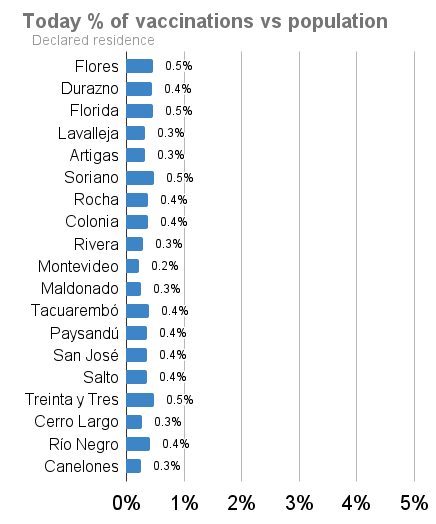 Today % of vaccinations vs population
Declared residence
Flores 0.5%
Durazno 0.4%
Florida 0.5%
Lavalleja 0.3%
Artigas 0.3%
Soriano 0.5%
Rocha 0.4%
Colonia 0.4%
Rivera 0.3%
Montevideo 0.2%
Maldonado 0.3%
Tacuarembó 0.4%
Paysandú 0.4%
San José 0.4%
Salto 0.4%
Treinta y Tres 0.5%
Cerro Largo 0.3%
Río Negro 0.4%
Canelones 0.3%
0% 1% 2% 3% 4% 5%